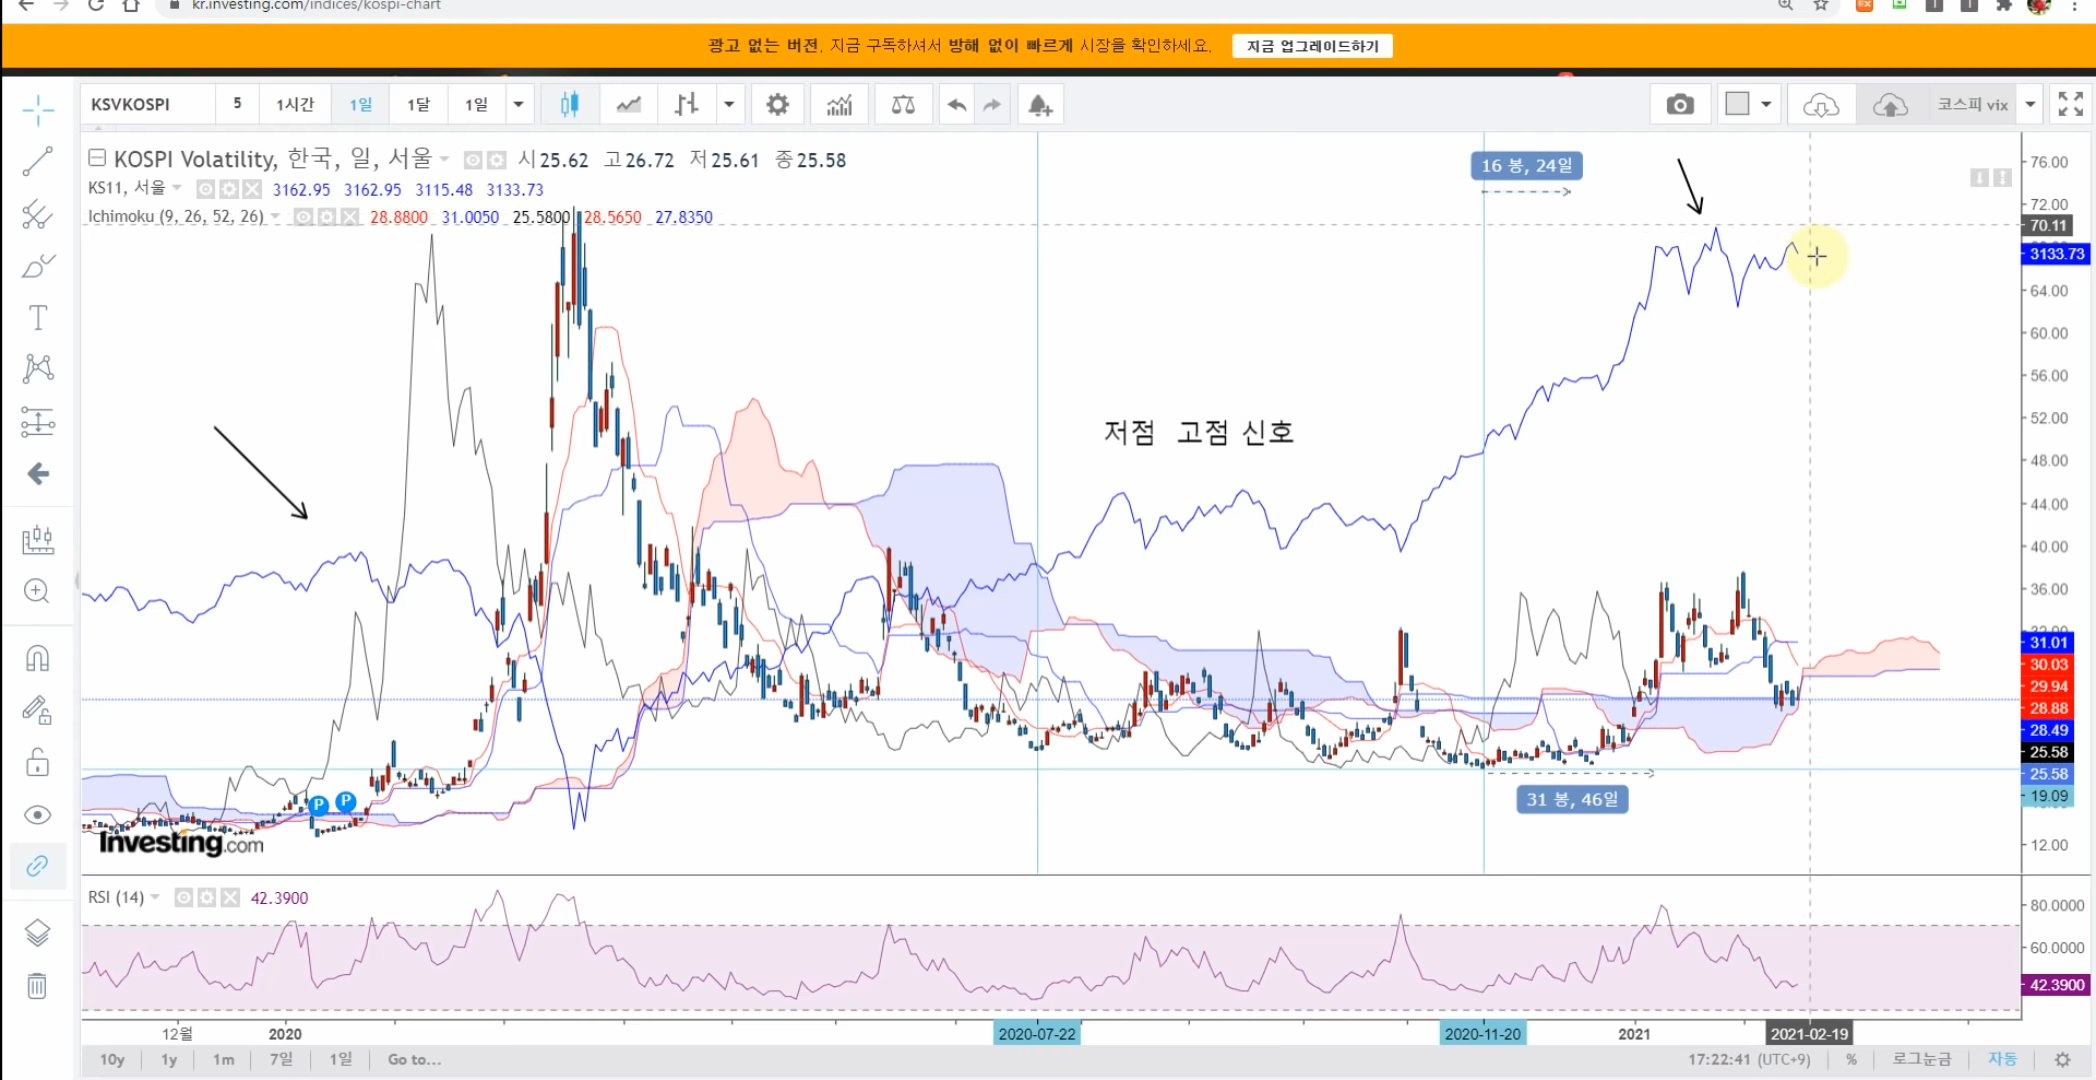 kr.investing.com/indices/kospi-chart
광고 없는 버전. 지금 구독하셔서 방해 없이 빠르게 시장을 확인하세요. 지금 업그레이드하기
KSVKOSPI 5 1시간 1일 1달 1일 코스피 vix
KOSPI Volatility, 한국, 일, 서울 시25.62 고26.72 저25.61 종25.58
KS11, 서울 3162.95 3162.95 3115.48 3133.73
Ichimoku (9, 26, 52, 26) 28.8800 31.0050 25.5800 28.5650 27.8350
16 봉, 24일
저점 고점 신호
31 봉, 46일
P P
Investing.com
76.00
72.00
70.11
3133.73
64.00
60.00
56.00
52.00
48.00
44.00
40.00
36.00
31.01
30.03
29.94
28.88
28.49
25.58
25.58
19.09
12.00
RSI (14) 42.3900
80.0000
60.0000
42.3900
12월 2020 2020-07-22 2020-11-20 2021 2021-02-19
10y 1y 1m 7일 1일 Go to... 17:22:41 (UTC+9) % 로그눈금 자동